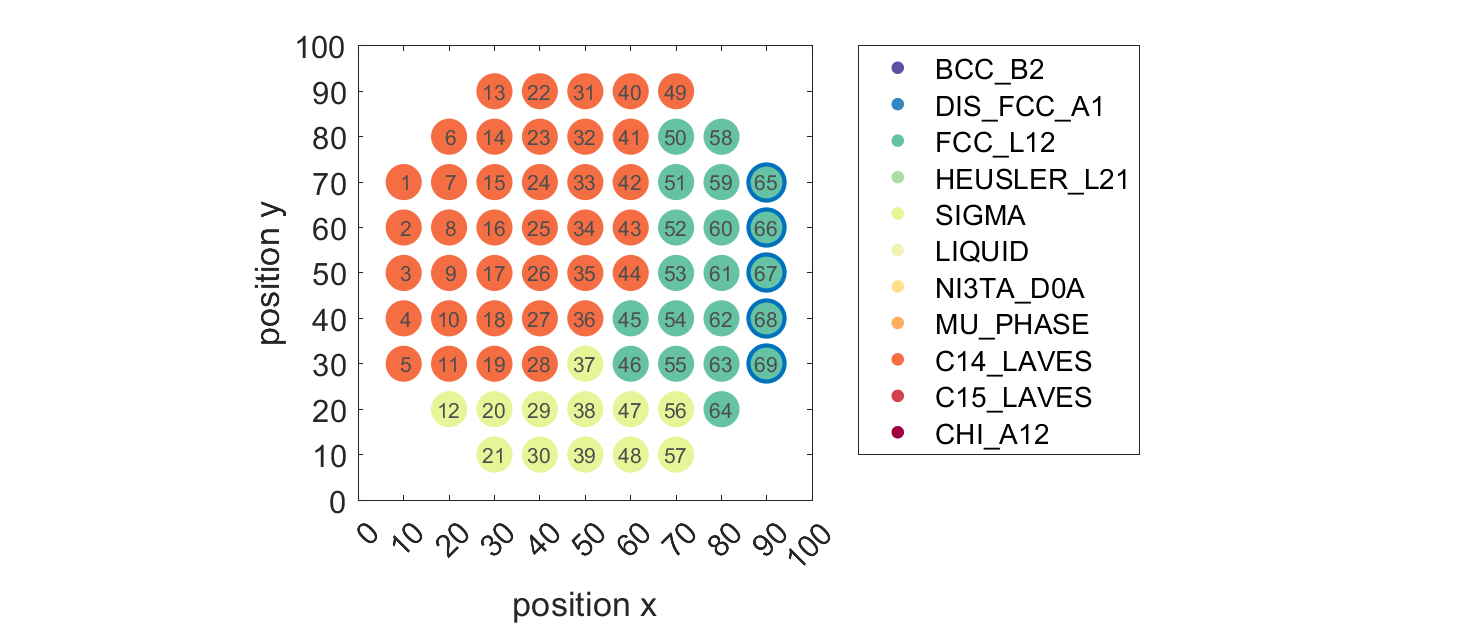 100
90
80
70
60
50
40
30
20
10
0
position y
13 22 31 40 49
6 14 23 32 41 50 58
1 7 15 24 33 42 51 59 65
2 8 16 25 34 43 52 60 66
3 9 17 26 35 44 53 61 67
4 10 18 27 36 45 54 62 68
5 11 19 28 37 46 55 63 69
12 20 29 38 47 56 64
21 30 39 48 57
0 10 20 30 40 50 60 70 80 90 100
position x
BCC_B2
DIS_FCC_A1
FCC_L12
HEUSLER_L21
SIGMA
LIQUID
NI3TA_D0A
MU_PHASE
C14_LAVES
C15_LAVES
CHI_A12